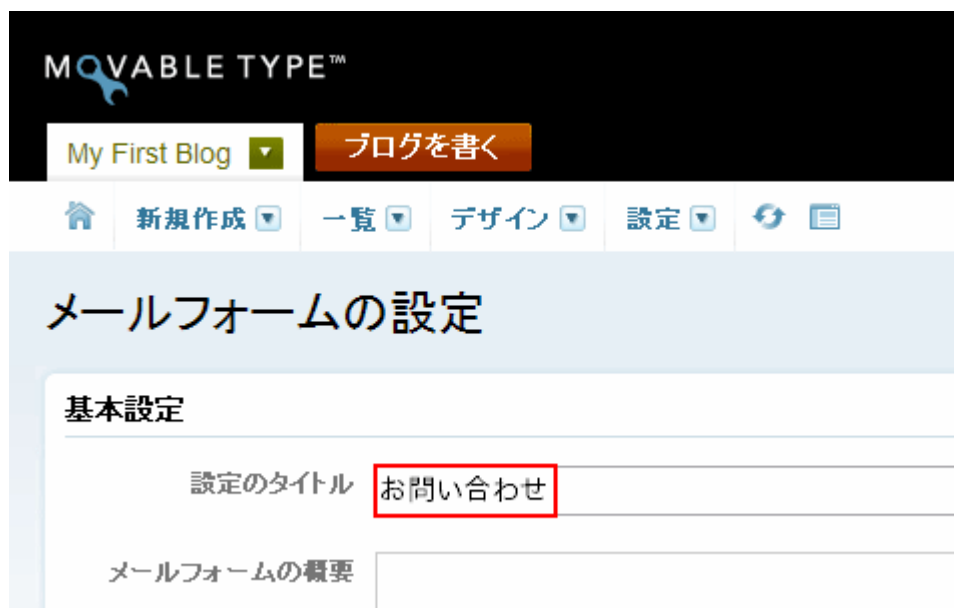 MOVABLE TYPE™
My First Blog ブログを書く
新規作成 一覧 デザイン 設定
メールフォームの設定
基本設定
設定のタイトル お問い合わせ
メールフォームの概要